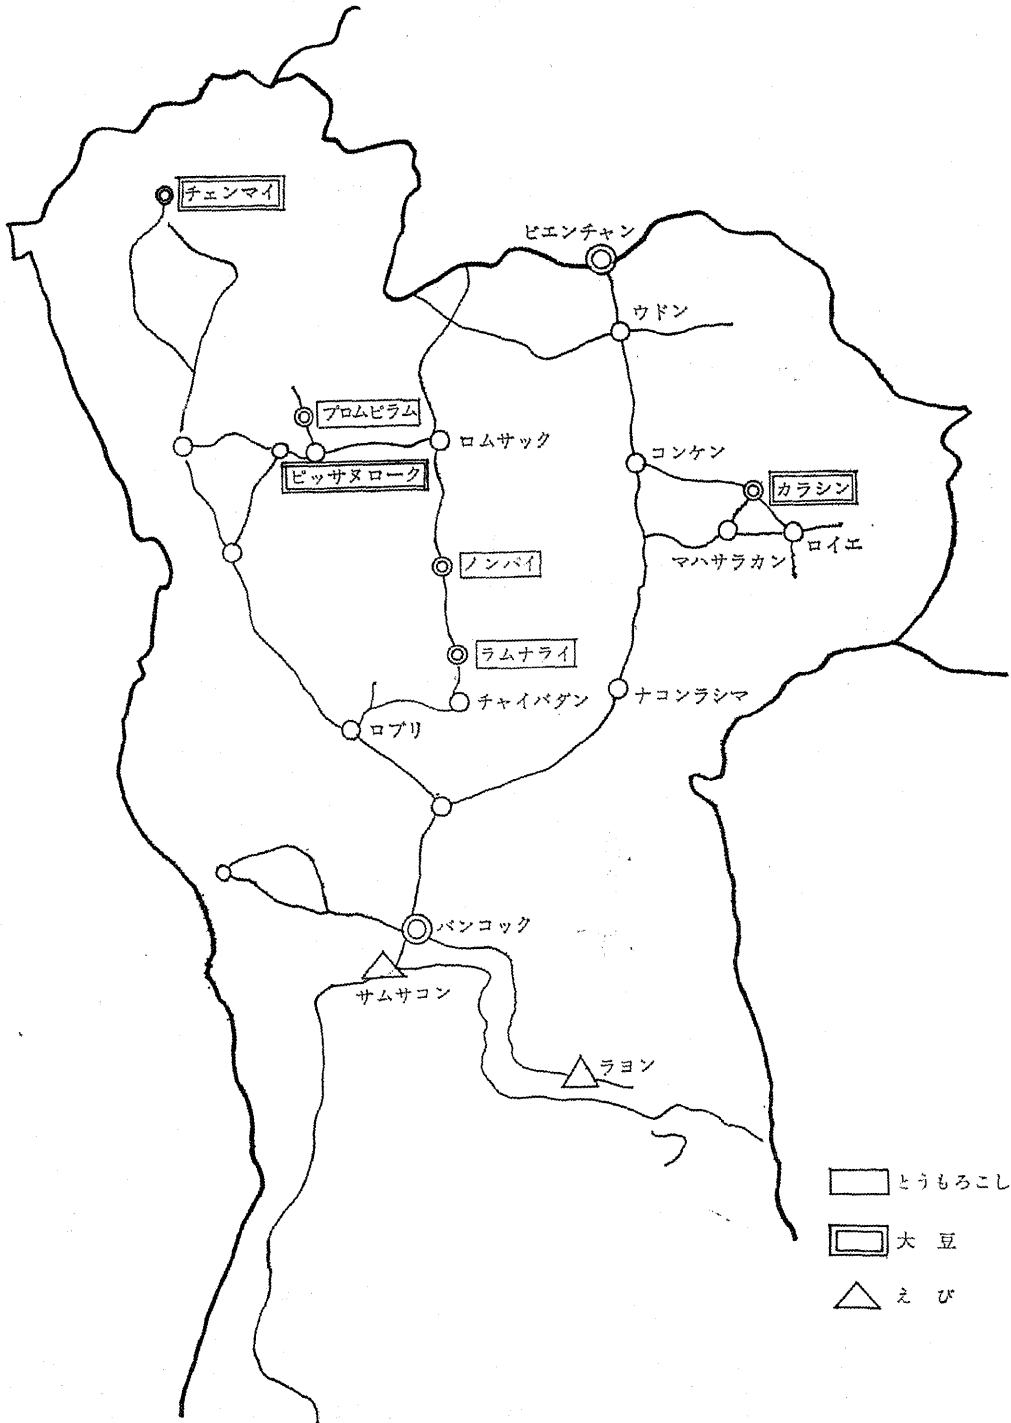 チェンマイ
ビエンチャン
ウドン
プロムピラム
ロムサック
ピッサヌローク
コンケン
カラシン
ロイエ
マハサラカン
ノンバイ
ラムナライ
チャイバダン
ナコンラシマ
ロブリ
バンコック
サムサコン
ラヨン
とうもろこし
大 豆
え び